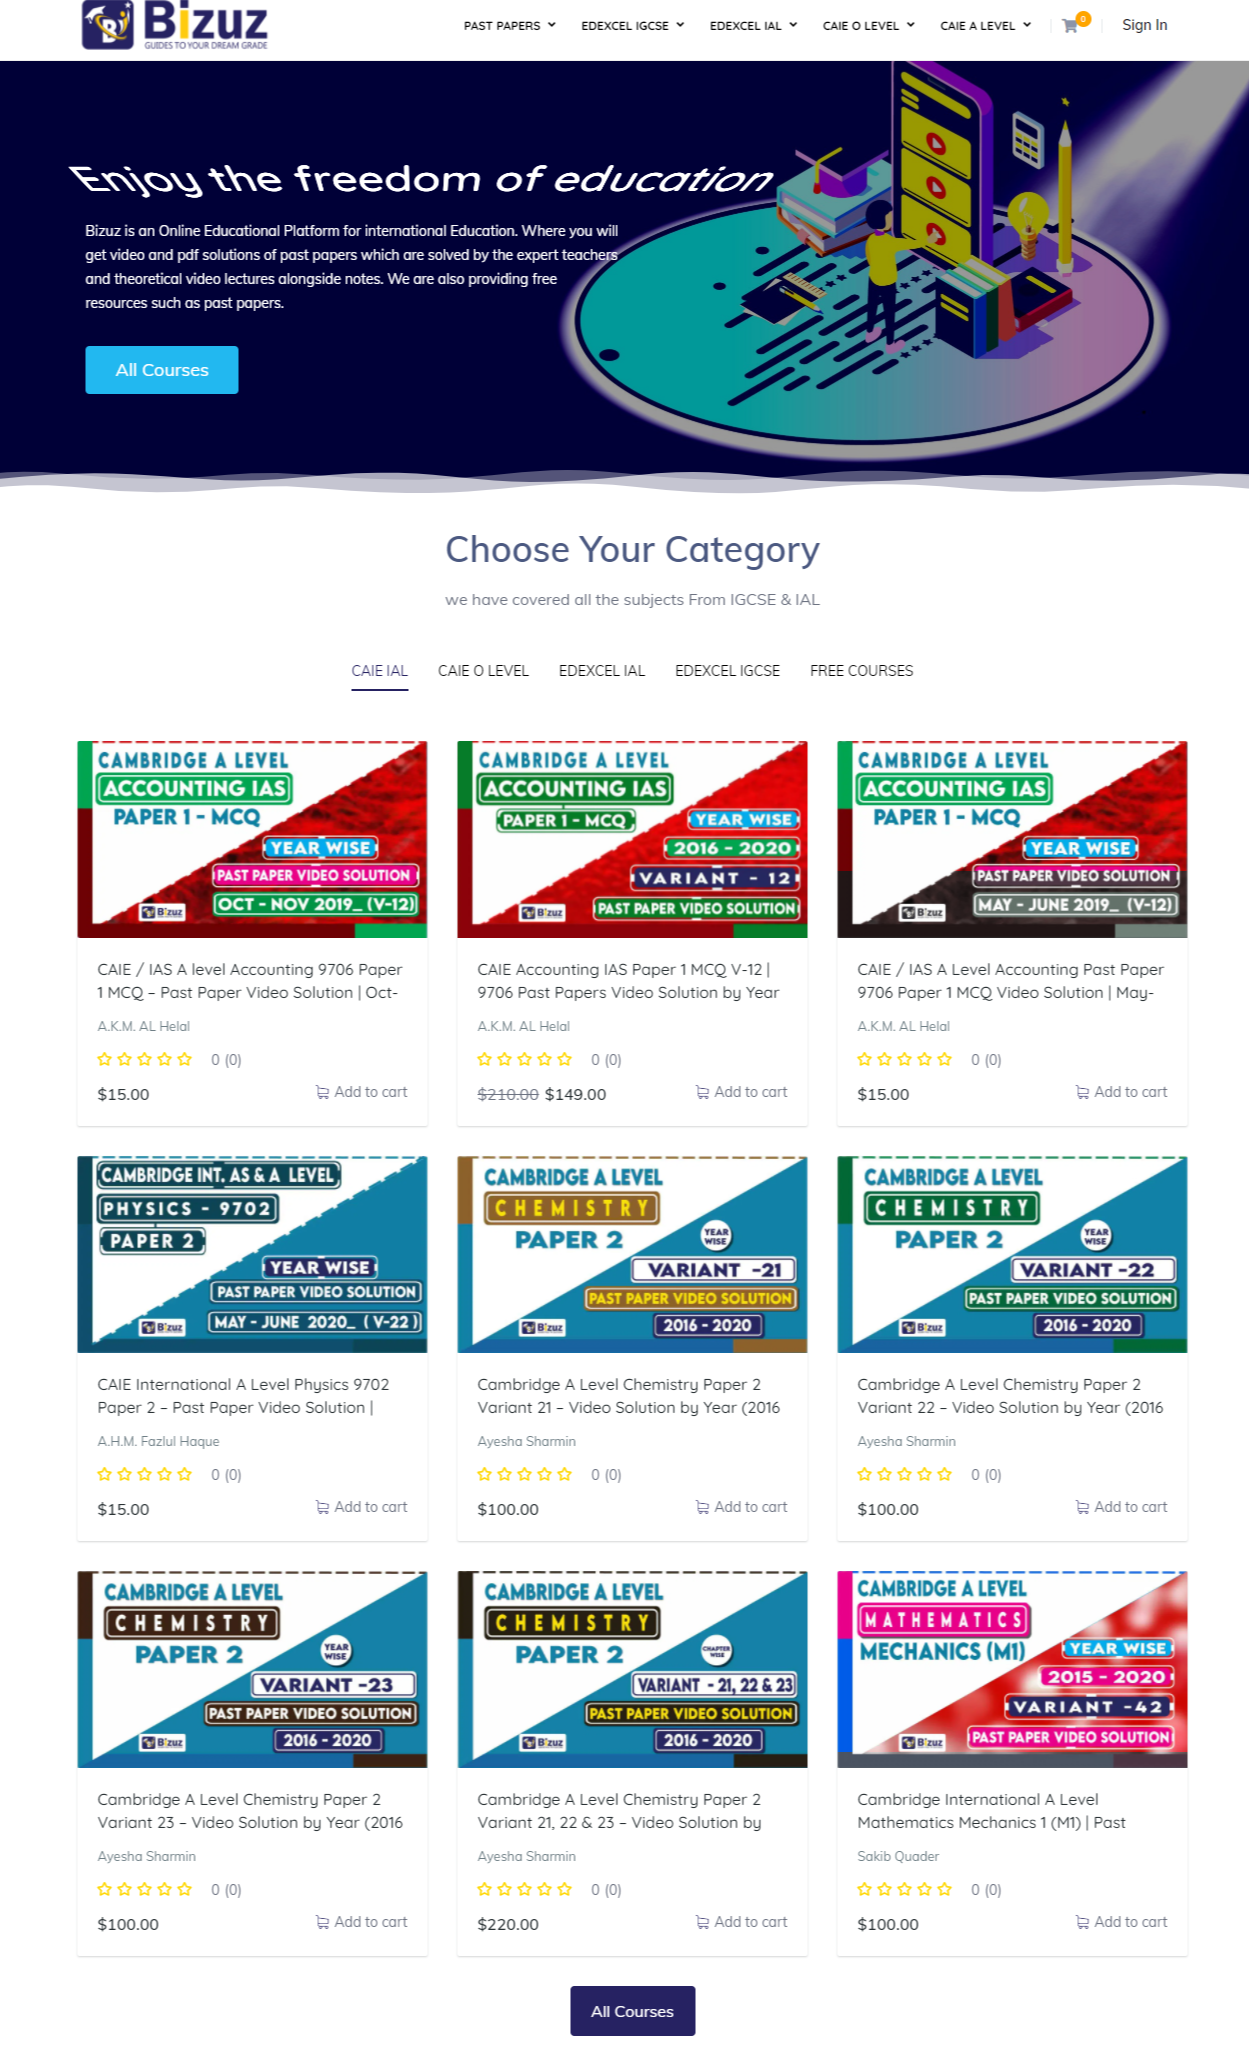 Bizuz
GUIDES TO YOUR DREAM GRADE
PAST PAPERS
EDEXCEL IGCSE
EDEXCEL IAL
CAIE O LEVEL
CAIE A LEVEL
0
Sign In
Enjoy the freedom of education
Bizuz is an Online Educational Platform for international Education. Where you will
get video and pdf solutions of past papers which are solved by the expert teachers
and theoretical video lectures alongside notes. We are also providing free
resources such as past papers.
All Courses
Choose Your Category
we have covered all the subjects From IGCSE & IAL
CAIE IAL
CAIE O LEVEL
EDEXCEL IAL
EDEXCEL IGCSE
FREE COURSES
CAMBRIDGE A LEVEL
ACCOUNTING IAS
PAPER 1 - MCQ
YEAR WISE
PAST PAPER VIDEO SOLUTION
OCT - NOV 2019_ (V-12)
Bizuz
CAIE / IAS A level Accounting 9706 Paper
1 MCQ – Past Paper Video Solution | Oct-
A.K.M. AL Helal
0 (0)
$15.00
Add to cart
CAMBRIDGE A LEVEL
ACCOUNTING IAS
PAPER 1 - MCQ
YEAR WISE
2016 - 2020
VARIANT - 12
PAST PAPER VIDEO SOLUTION
Bizuz
CAIE Accounting IAS Paper 1 MCQ V-12 |
9706 Past Papers Video Solution by Year
A.K.M. AL Helal
0 (0)
$210.00 $149.00
Add to cart
CAMBRIDGE A LEVEL
ACCOUNTING IAS
PAPER 1 - MCQ
YEAR WISE
PAST PAPER VIDEO SOLUTION
MAY - JUNE 2019_ (V-12)
Bizuz
CAIE / IAS A Level Accounting Past Paper
9706 Paper 1 MCQ Video Solution | May-
A.K.M. AL Helal
0 (0)
$15.00
Add to cart
CAMBRIDGE INT. AS & A LEVEL
PHYSICS - 9702
PAPER 2
YEAR WISE
PAST PAPER VIDEO SOLUTION
MAY - JUNE 2020_ ( V-22 )
Bizuz
CAIE International A Level Physics 9702
Paper 2 – Past Paper Video Solution |
A.H.M. Fazlul Haque
0 (0)
$15.00
Add to cart
CAMBRIDGE A LEVEL
CHEMISTRY
PAPER 2
YEAR
WISE
VARIANT -21
PAST PAPER VIDEO SOLUTION
2016 - 2020
Bizuz
Cambridge A Level Chemistry Paper 2
Variant 21 – Video Solution by Year (2016
Ayesha Sharmin
0 (0)
$100.00
Add to cart
CAMBRIDGE A LEVEL
CHEMISTRY
PAPER 2
YEAR
WISE
VARIANT -22
PAST PAPER VIDEO SOLUTION
2016 - 2020
Bizuz
Cambridge A Level Chemistry Paper 2
Variant 22 – Video Solution by Year (2016
Ayesha Sharmin
0 (0)
$100.00
Add to cart
CAMBRIDGE A LEVEL
CHEMISTRY
PAPER 2
YEAR
WISE
VARIANT -23
PAST PAPER VIDEO SOLUTION
2016 - 2020
Bizuz
Cambridge A Level Chemistry Paper 2
Variant 23 – Video Solution by Year (2016
Ayesha Sharmin
0 (0)
$100.00
Add to cart
CAMBRIDGE A LEVEL
CHEMISTRY
PAPER 2
CHAPTER
WISE
VARIANT - 21, 22 & 23
PAST PAPER VIDEO SOLUTION
2016 - 2020
Bizuz
Cambridge A Level Chemistry Paper 2
Variant 21, 22 & 23 – Video Solution by
Ayesha Sharmin
0 (0)
$220.00
Add to cart
CAMBRIDGE A LEVEL
MATHEMATICS
MECHANICS (M1)
YEAR WISE
2015 - 2020
VARIANT -42
PAST PAPER VIDEO SOLUTION
Bizuz
Cambridge International A Level
Mathematics Mechanics 1 (M1) | Past
Sakib Quader
0 (0)
$100.00
Add to cart
All Courses